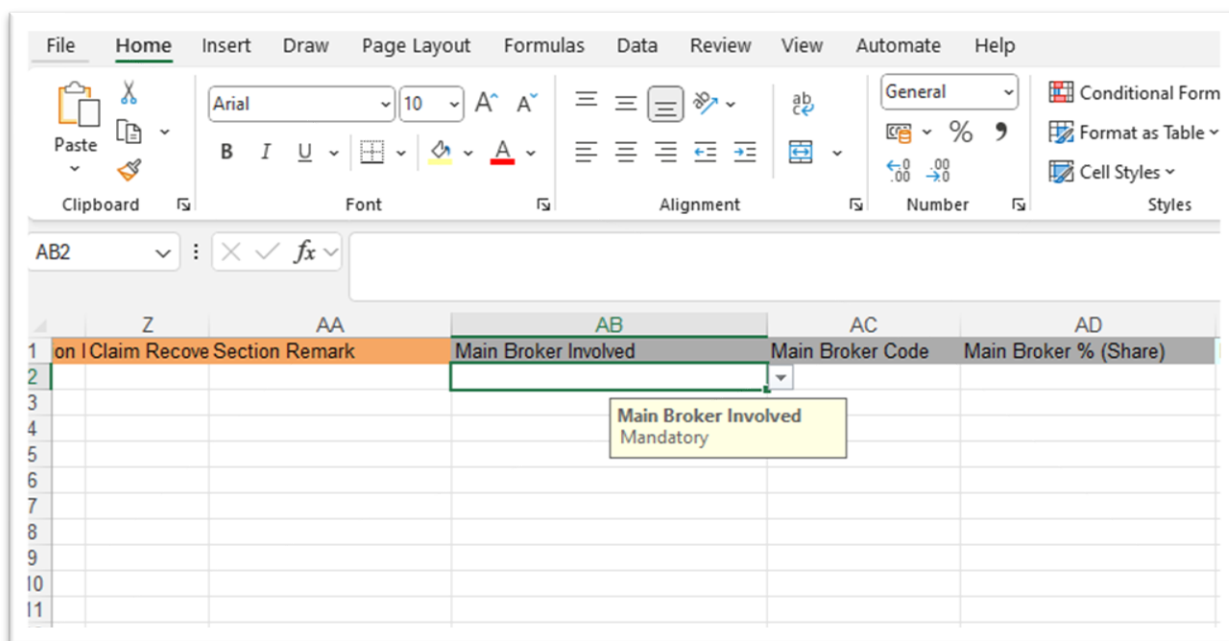 File Home Insert Draw Page Layout Formulas Data Review View Automate Help
Arial 10 General Conditional Form
Paste B I U A % Format as Table
Cell Styles
Clipboard Font Alignment Number Styles
AB2 fx
Z AA AB AC AD
1 on I Claim Recove Section Remark Main Broker Involved Main Broker Code Main Broker % (Share)
2
3 Main Broker Involved
4 Mandatory
5
6
7
8
9
10
11